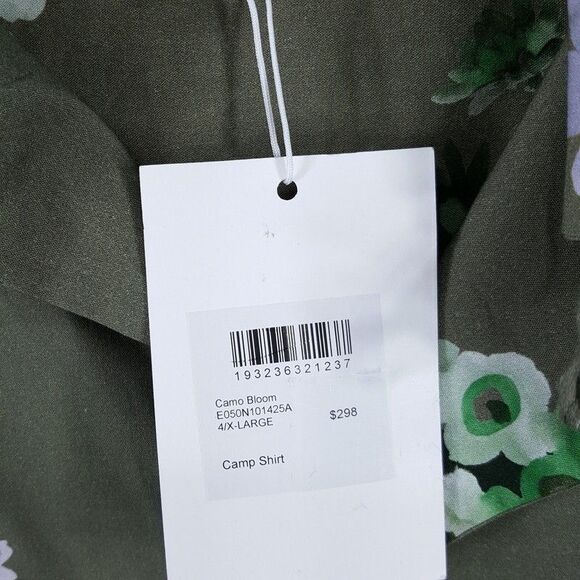 193236321237
Camo Bloom
E050N101425A
4/X-LARGE
$298
Camp Shirt